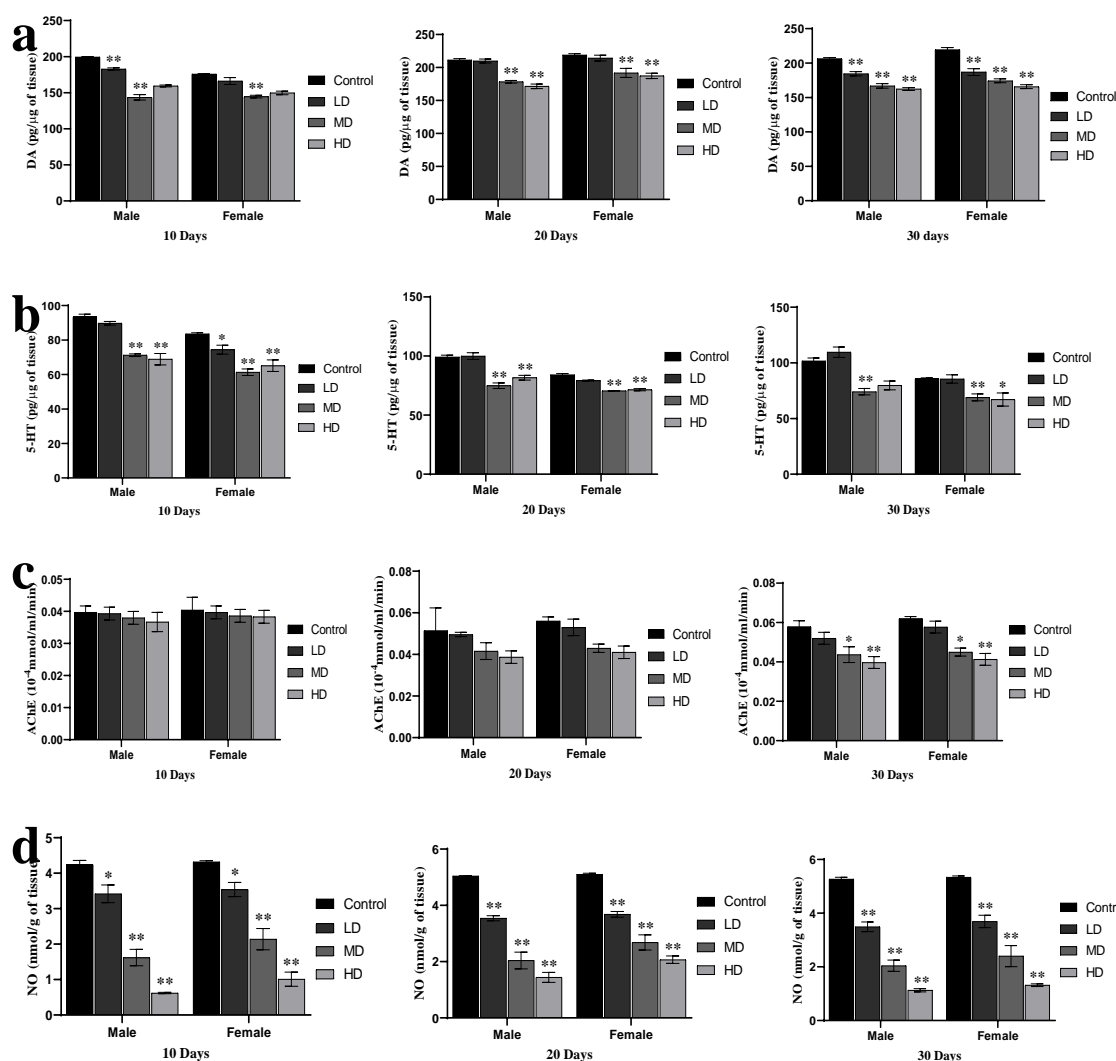 a
DA (pg/µg of tissue)
250
200
150
100
50
0
** ** **
Male Female
10 Days
Control
LD
MD
HD
DA (pg/µg of tissue)
250
200
150
100
50
0
** ** ** **
Male Female
20 Days
Control
LD
MD
HD
DA (pg/µg of tissue)
250
200
150
100
50
0
** ** ** ** ** **
Male Female
30 days
Control
LD
MD
HD
b
5-HT (pg/µg of tissue)
100
80
60
40
20
0
** ** * ** **
Male Female
10 Days
Control
LD
MD
HD
5-HT (pg/µg of tissue)
150
100
50
0
** ** ** **
Male Female
20 Days
Control
LD
MD
HD
5-HT (pg/µg of tissue)
150
100
50
0
** ** *
Male Female
30 Days
Control
LD
MD
HD
c
AChE (10⁻⁴mmol/ml/min)
0.05
0.04
0.03
0.02
0.01
0.00
Male Female
10 Days
Control
LD
MD
HD
AChE (10⁻⁴mmol/ml/min)
0.08
0.06
0.04
0.02
0.00
Male Female
20 Days
Control
LD
MD
HD
AChE (10⁻⁴mmol/ml/min)
0.08
0.06
0.04
0.02
0.00
* ** * **
Male Female
30 Days
Control
LD
MD
HD
d
NO (nmol/g of tissue)
5
4
3
2
1
0
* ** ** * ** **
Male Female
10 Days
Control
LD
MD
HD
NO (nmol/g of tissue)
6
4
2
0
** ** ** ** ** **
Male Female
20 Days
Control
LD
MD
HD
NO (nmol/g of tissue)
6
4
2
0
** ** ** ** ** **
Male Female
30 Days
Cont
LD
MD
HD